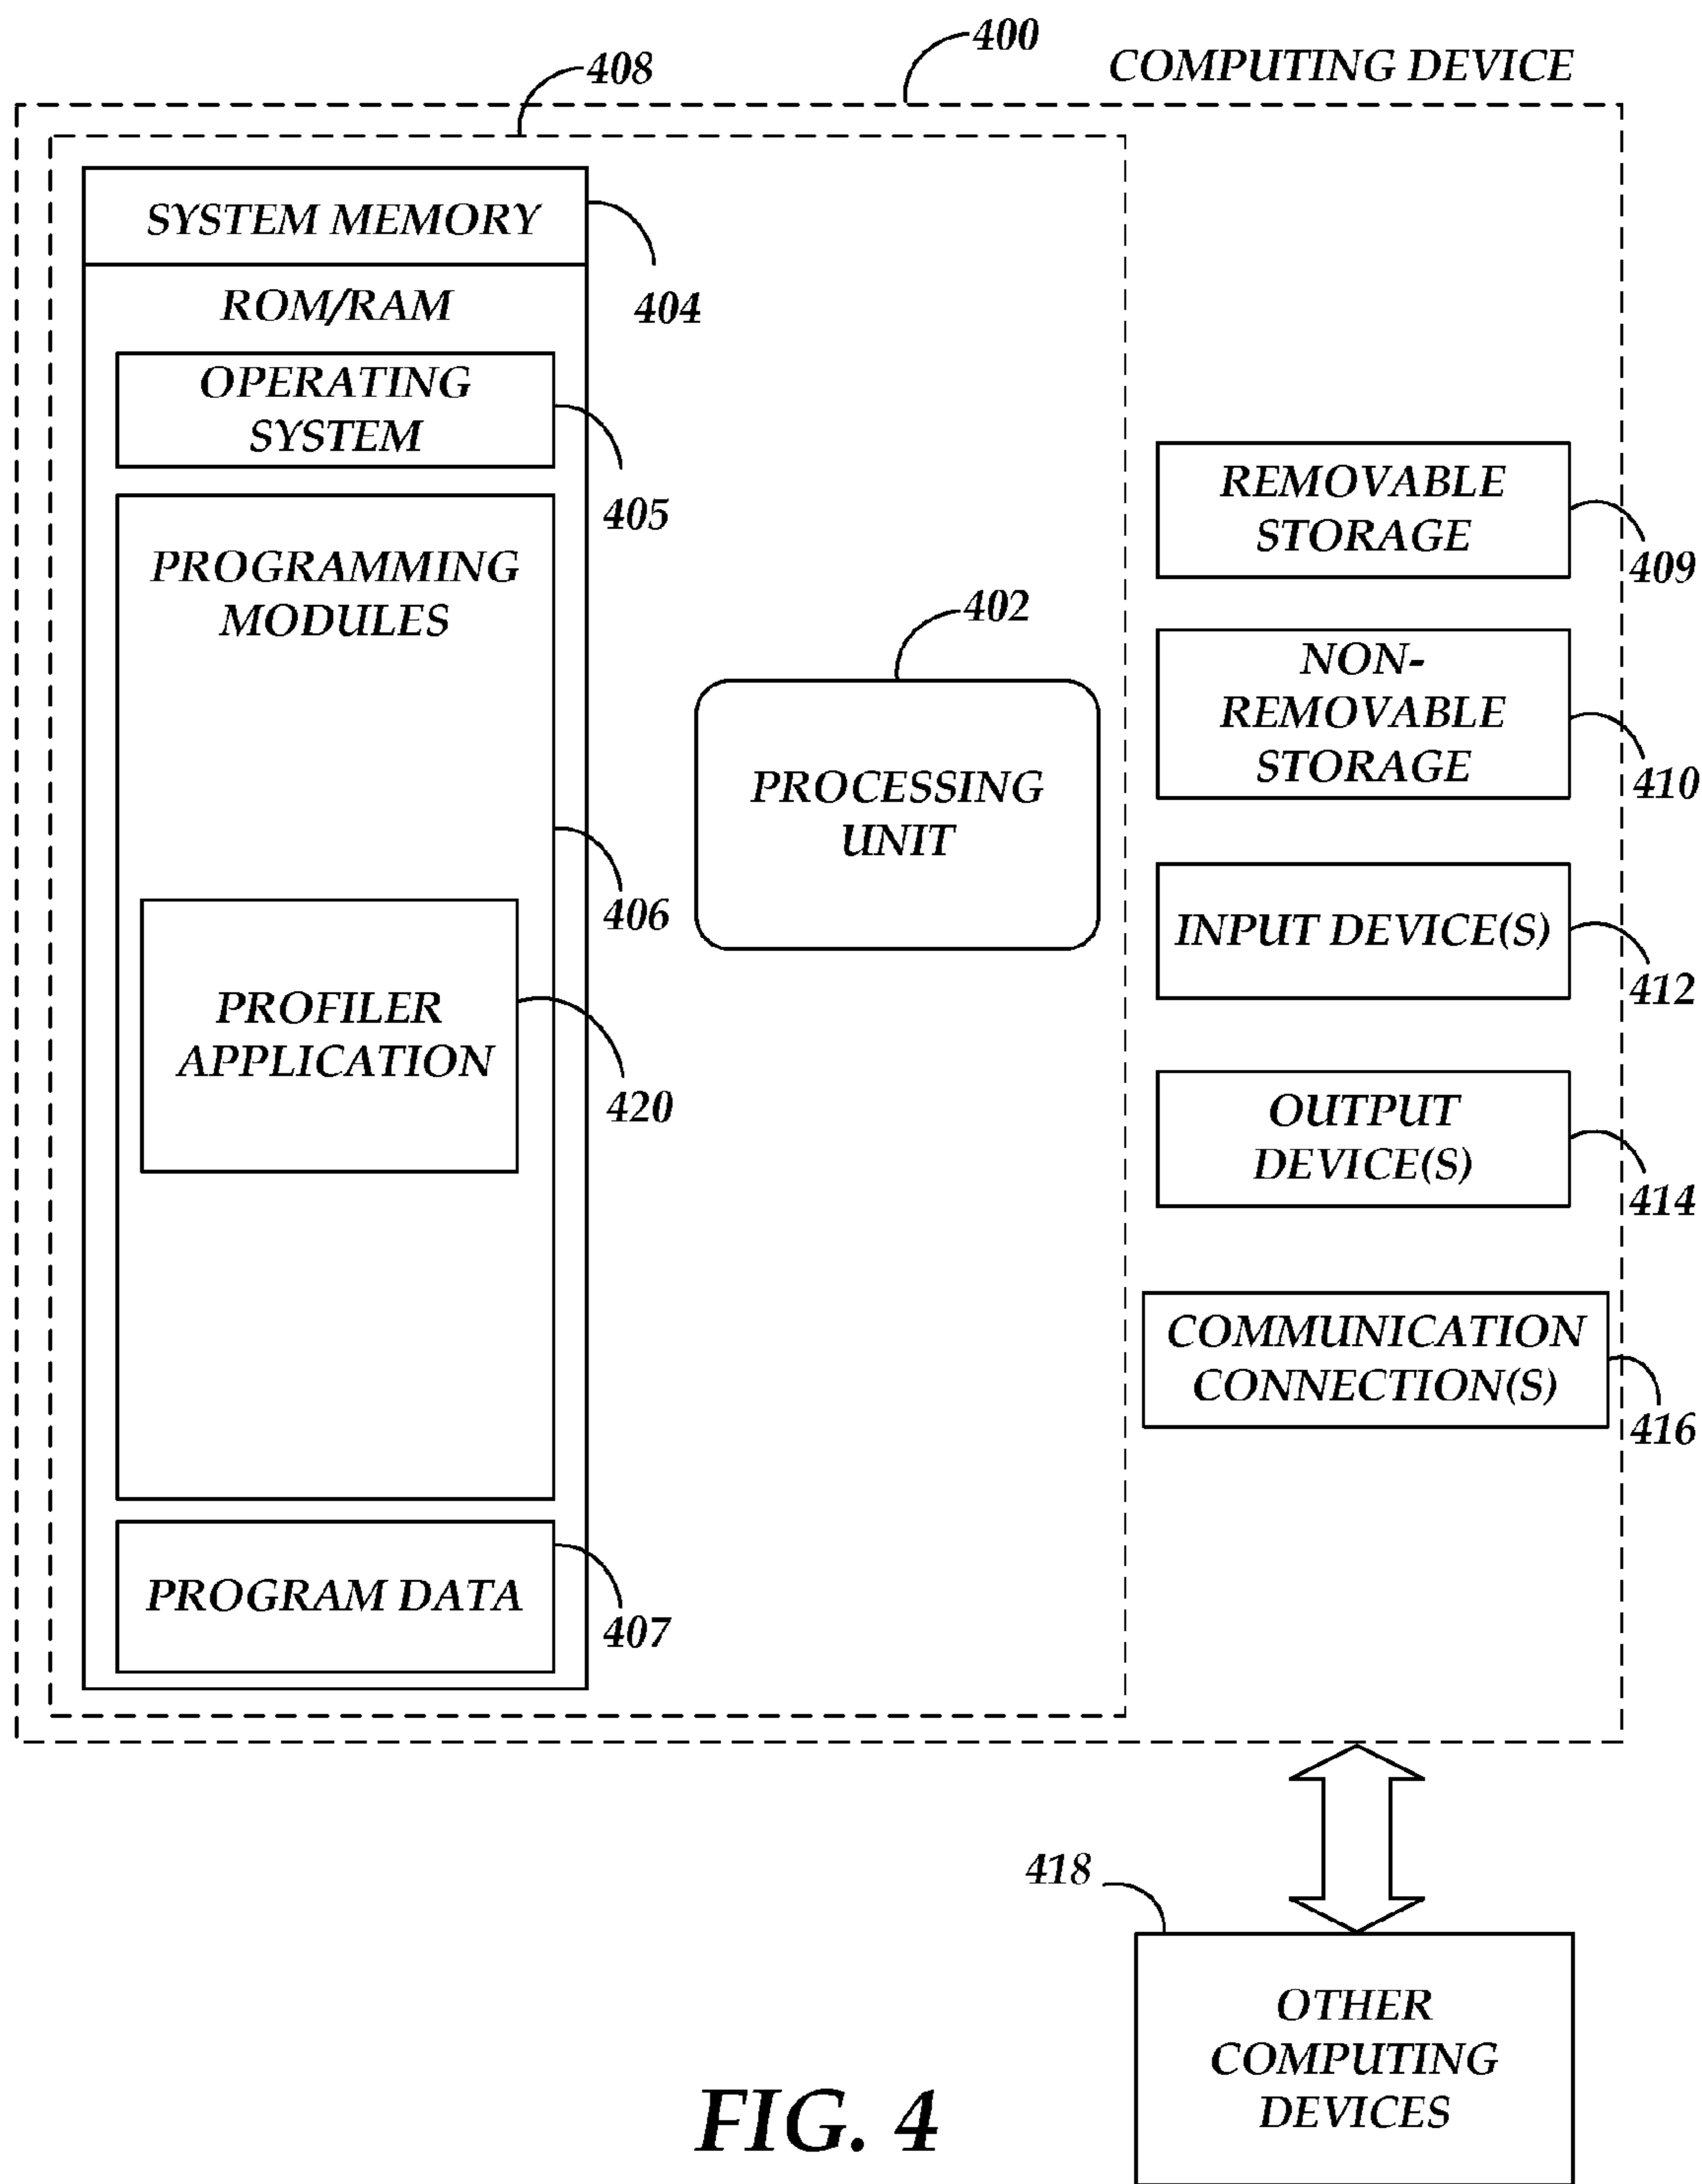 400
COMPUTING DEVICE
408
SYSTEM MEMORY
404
ROM/RAM
OPERATING
SYSTEM
405
PROGRAMMING
MODULES
406
PROFILER
APPLICATION
420
PROGRAM DATA
407
402
PROCESSING
UNIT
REMOVABLE
STORAGE
409
NON-
REMOVABLE
STORAGE
410
INPUT DEVICE(S)
412
OUTPUT
DEVICE(S)
414
COMMUNICATION
CONNECTION(S)
416
418
OTHER
COMPUTING
DEVICES
FIG. 4